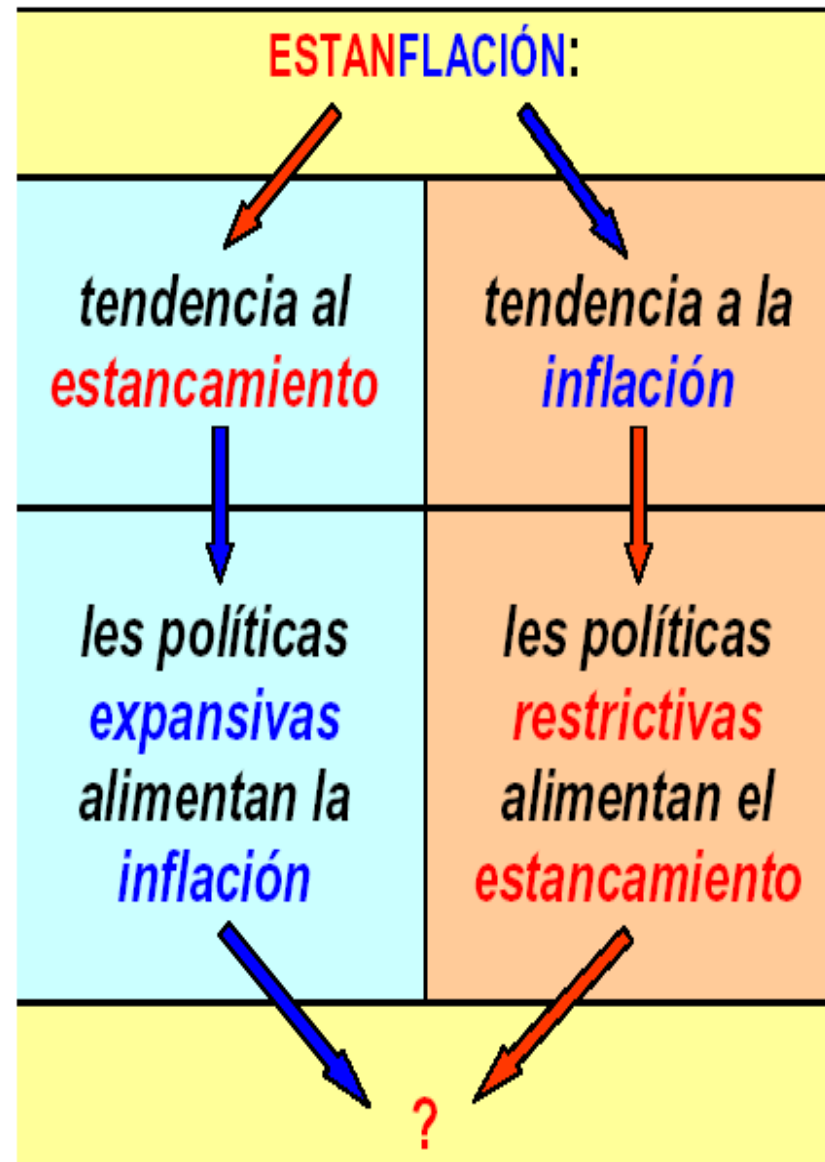 ESTANFLACIÓN:
tendencia al
estancamiento
tendencia a la
inflación
les políticas
expansivas
alimentan la
inflación
les políticas
restrictivas
alimentan el
estancamiento
?